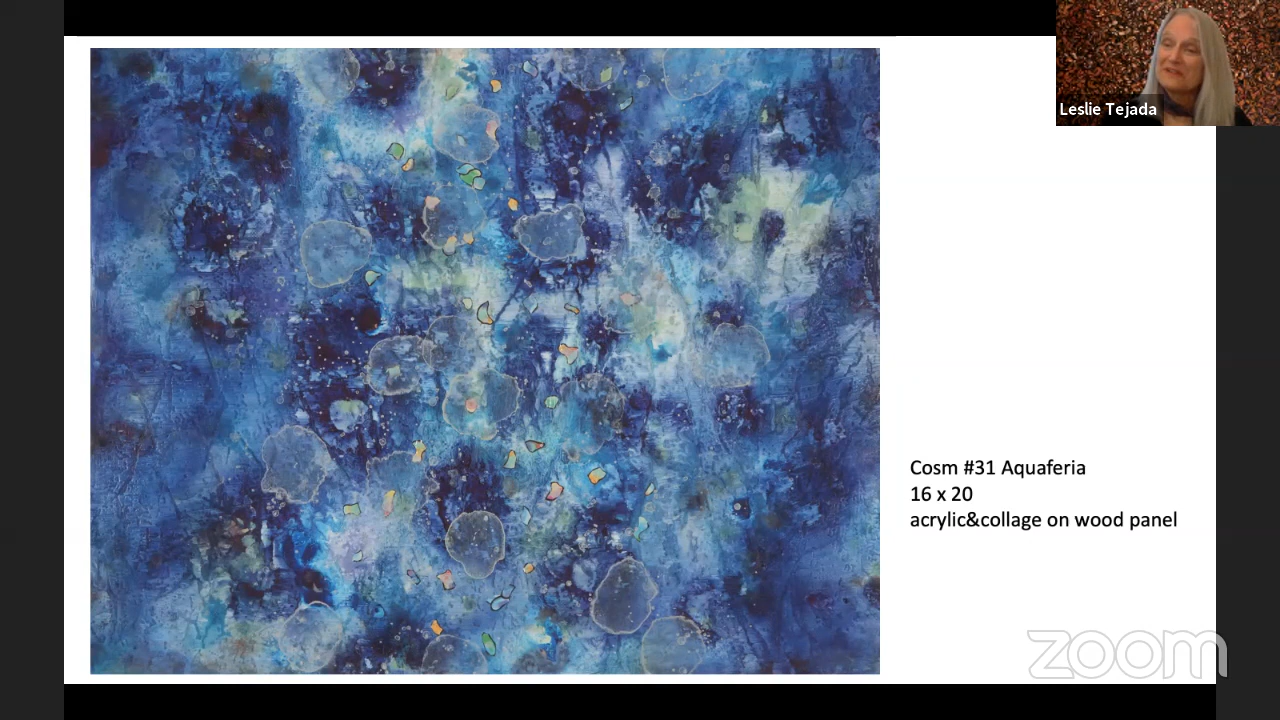 Leslie Tejada
Cosm #31 Aquaferia
16 x 20
acrylic&collage on wood panel
zoom